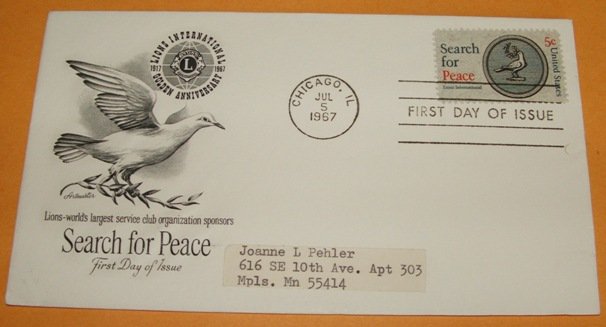 LIONS INTERNATIONAL
1917 1967
L
GOLDEN ANNIVERSARY
Artmaster
Lions-world's largest service club organization sponsors
Search for Peace
First Day of Issue
CHICAGO, IL
JUL
5
1967
Search
for
Peace
Lions International
5c
United States
FIRST DAY OF ISSUE
Joanne L Pehler
616 SE 10th Ave. Apt 303
Mpls. Mn 55414